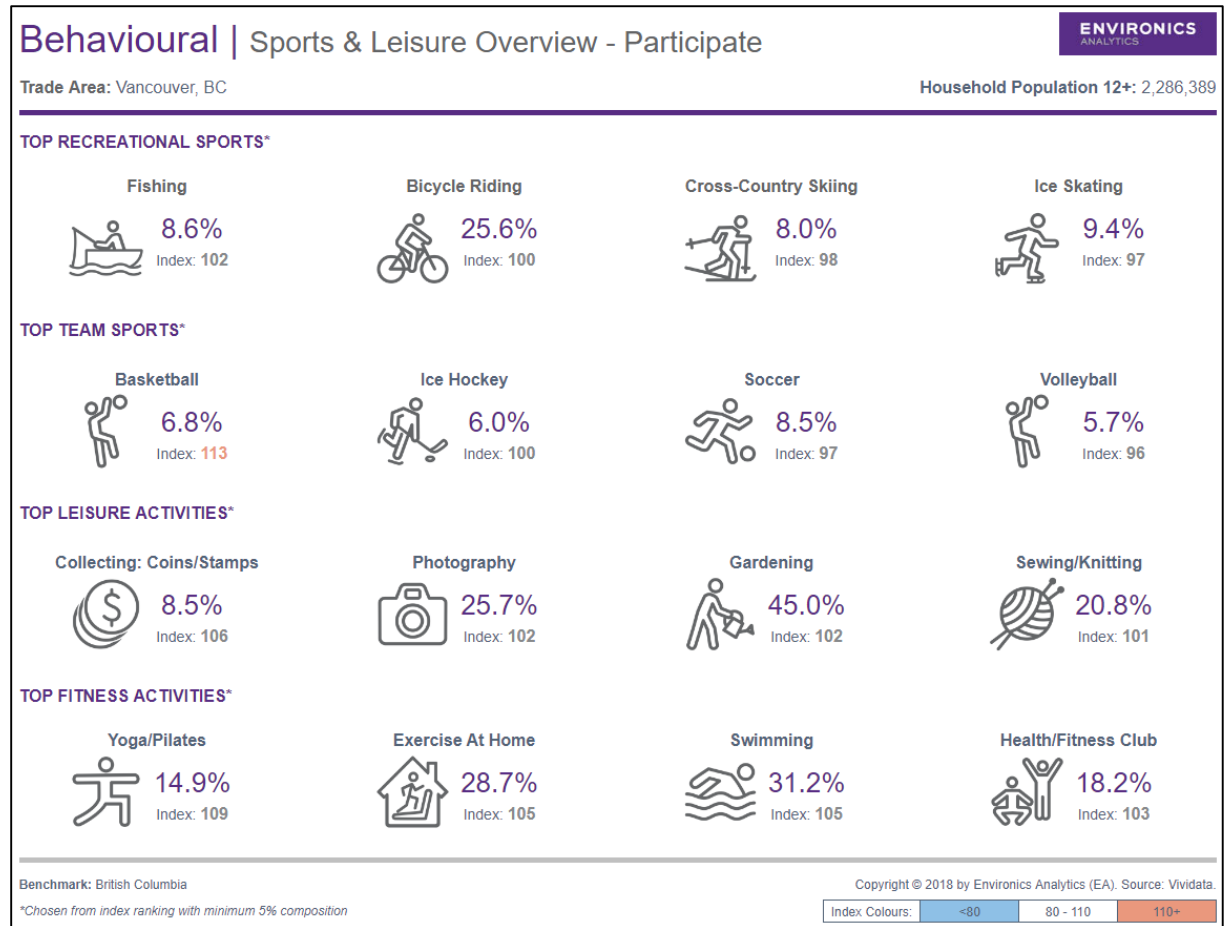 Behavioural | Sports & Leisure Overview - Participate
ENVIRONICS
ANALYTICS
Trade Area: Vancouver, BC
Household Population 12+: 2,286,389
TOP RECREATIONAL SPORTS*
Fishing
8.6%
Index: 102
Bicycle Riding
25.6%
Index: 100
Cross-Country Skiing
8.0%
Index: 98
Ice Skating
9.4%
Index: 97
TOP TEAM SPORTS*
Basketball
6.8%
Index: 113
Ice Hockey
6.0%
Index: 100
Soccer
8.5%
Index: 97
Volleyball
5.7%
Index: 96
TOP LEISURE ACTIVITIES*
Collecting: Coins/Stamps
$
8.5%
Index: 106
Photography
25.7%
Index: 102
Gardening
45.0%
Index: 102
Sewing/Knitting
20.8%
Index: 101
TOP FITNESS ACTIVITIES*
Yoga/Pilates
14.9%
Index: 109
Exercise At Home
28.7%
Index: 105
Swimming
31.2%
Index: 105
Health/Fitness Club
18.2%
Index: 103
Benchmark: British Columbia
Copyright © 2018 by Environics Analytics (EA). Source: Vividata.
*Chosen from index ranking with minimum 5% composition
Index Colours: <80 80 - 110 110+